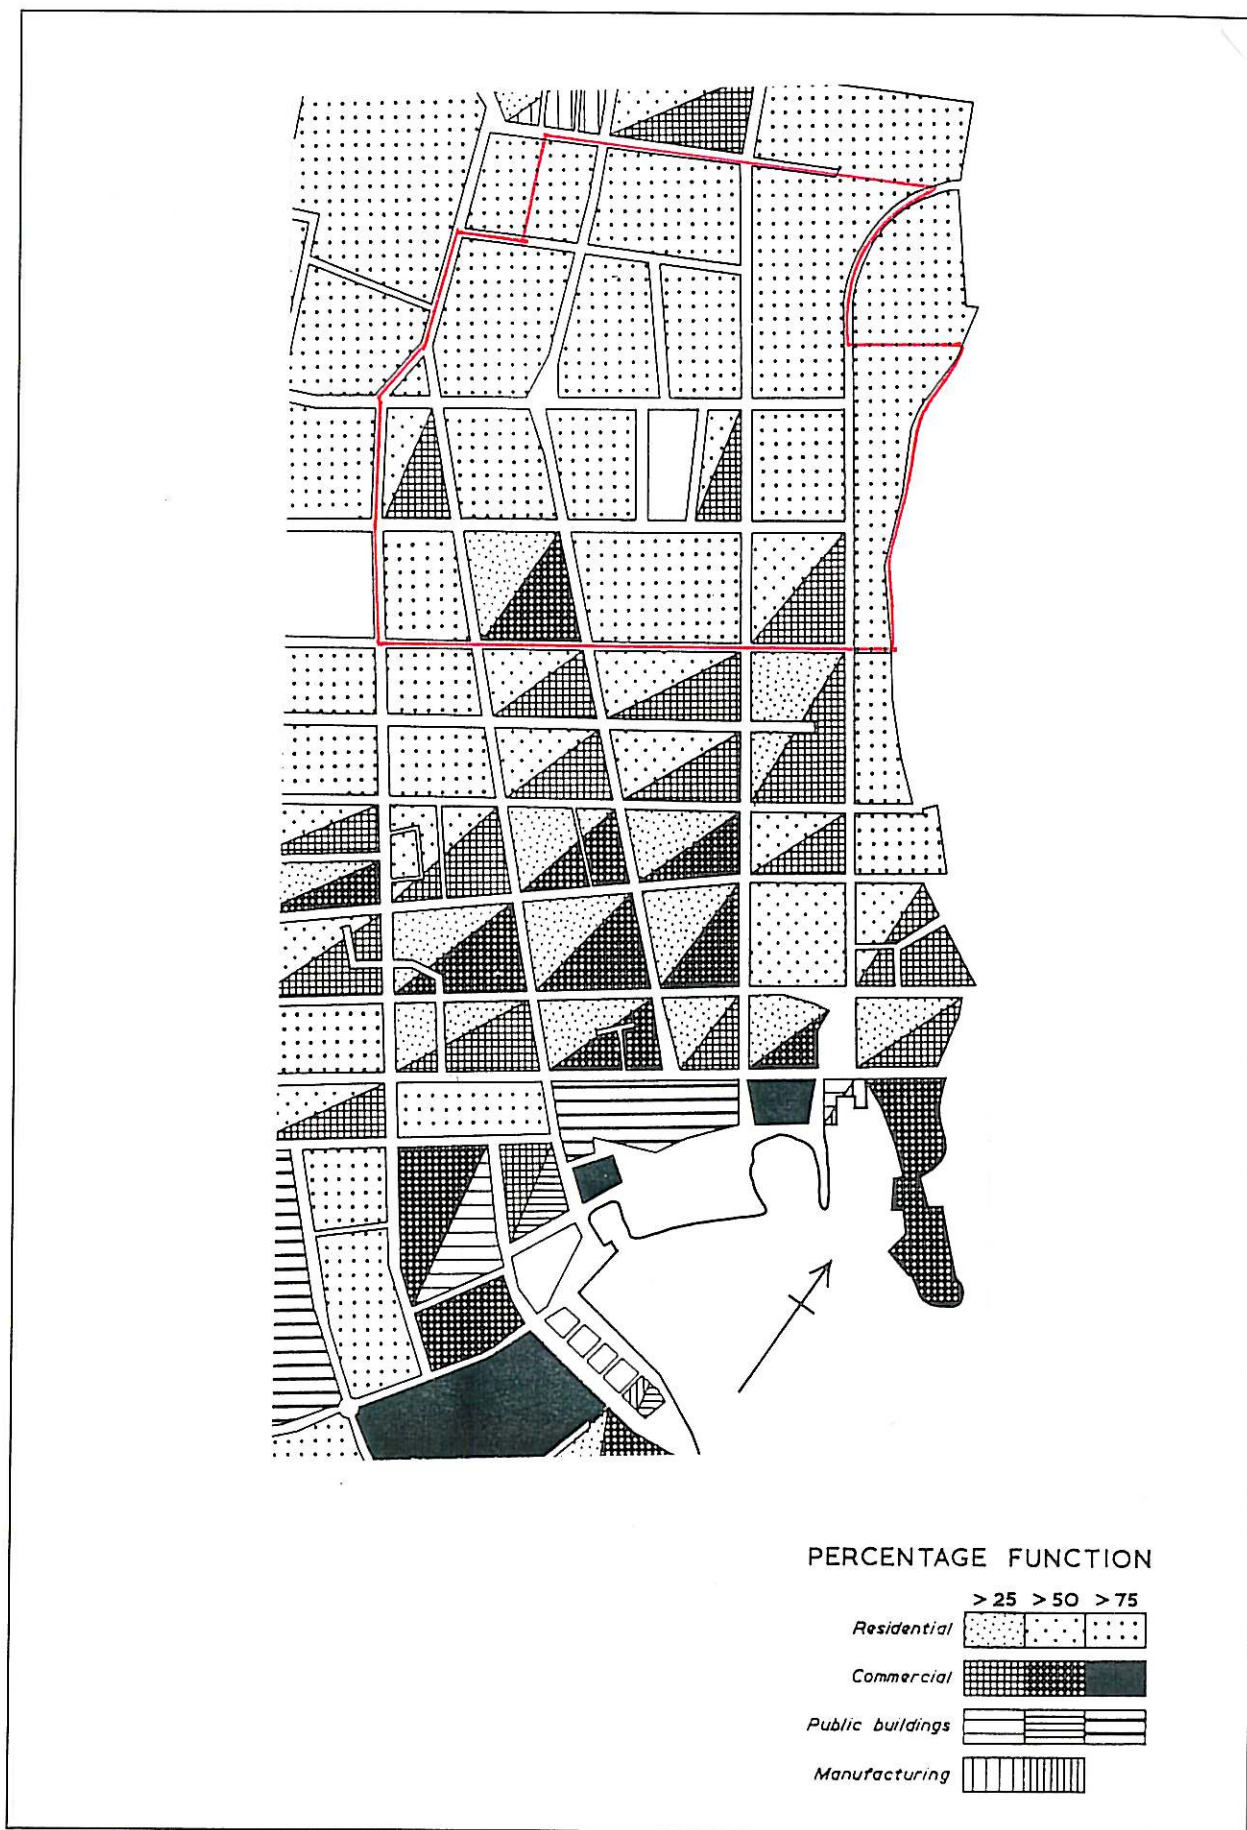 PERCENTAGE FUNCTION
>25 >50 >75
Residential
Commercial
Public buildings
Manufacturing